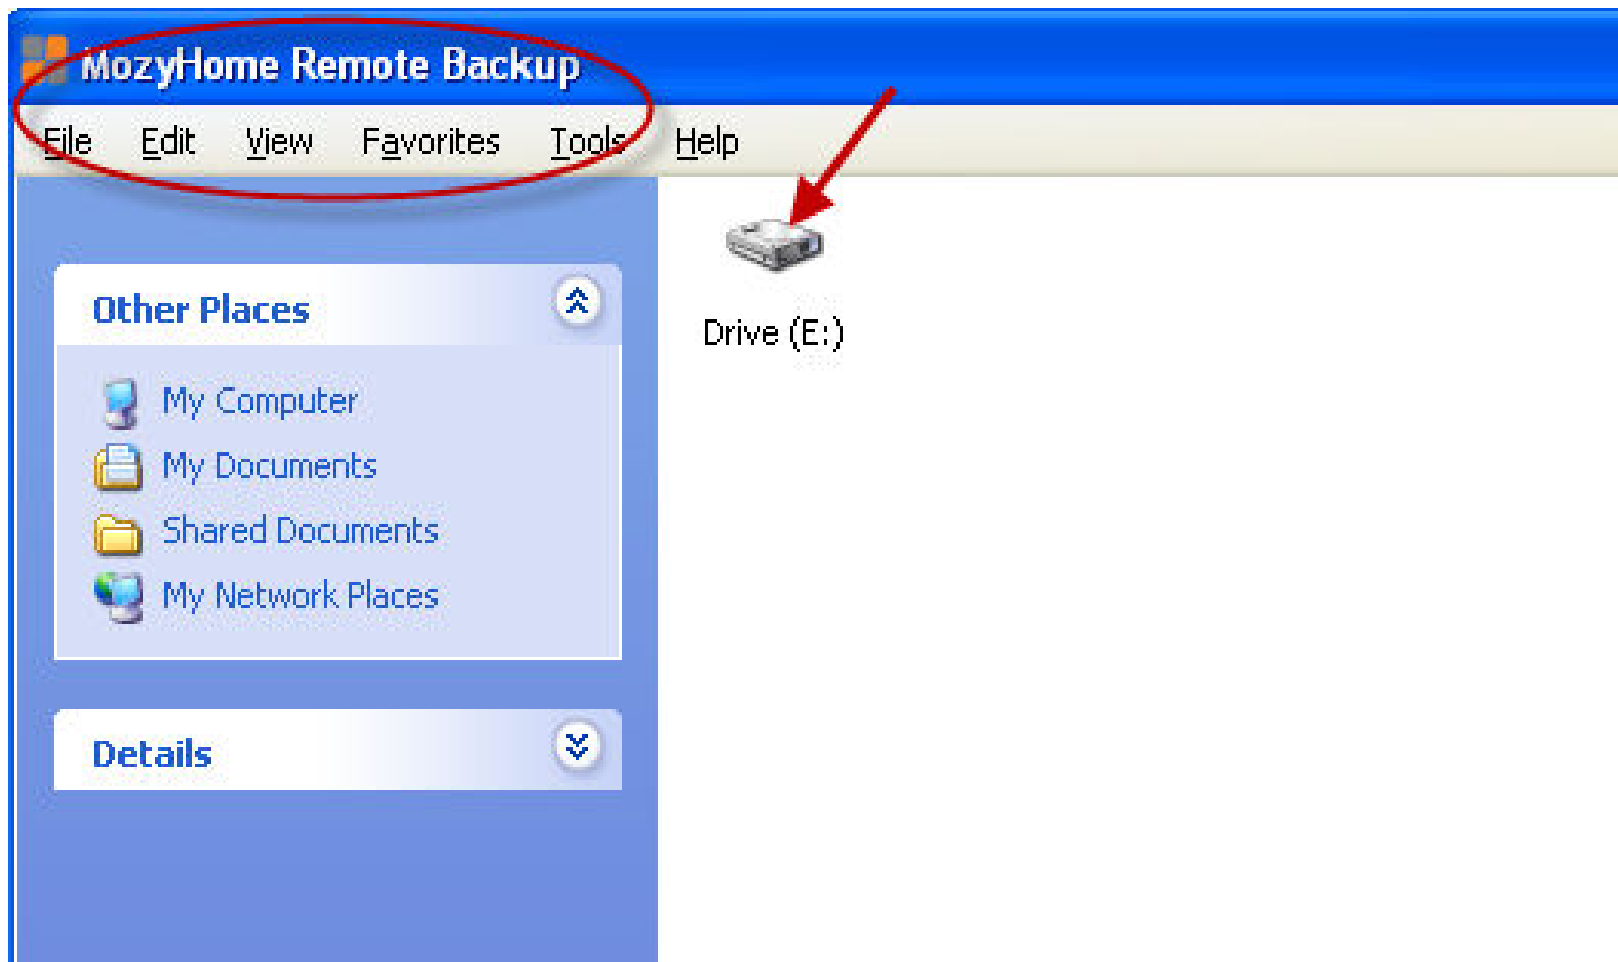 MozyHome Remote Backup
File Edit View Favorites Tools Help
Other Places
My Computer
My Documents
Shared Documents
My Network Places
Details
Drive (E:)